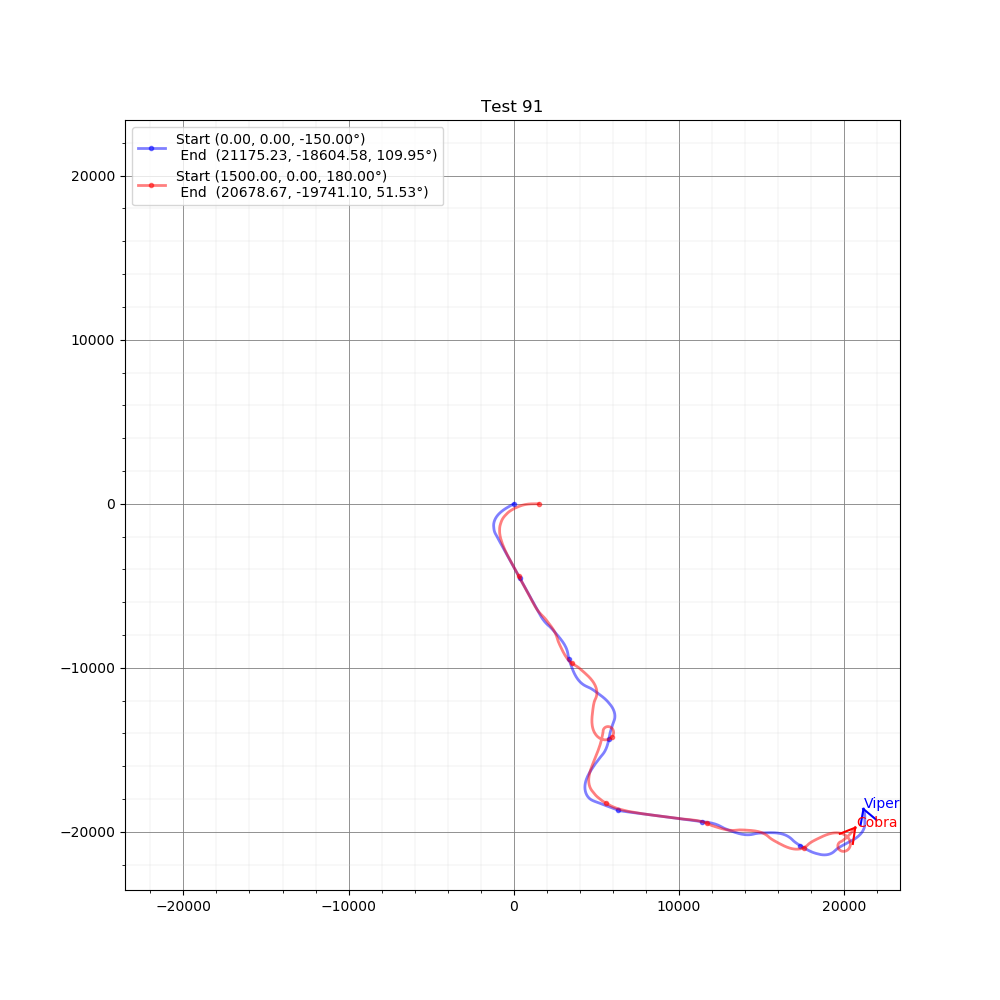 Test 91
Start (0.00, 0.00, -150.00°)
End (21175.23, -18604.58, 109.95°)
Start (1500.00, 0.00, 180.00°)
End (20678.67, -19741.10, 51.53°)
20000
10000
0
−10000
−20000
Viper
Cobra
−20000 −10000 0 10000 20000